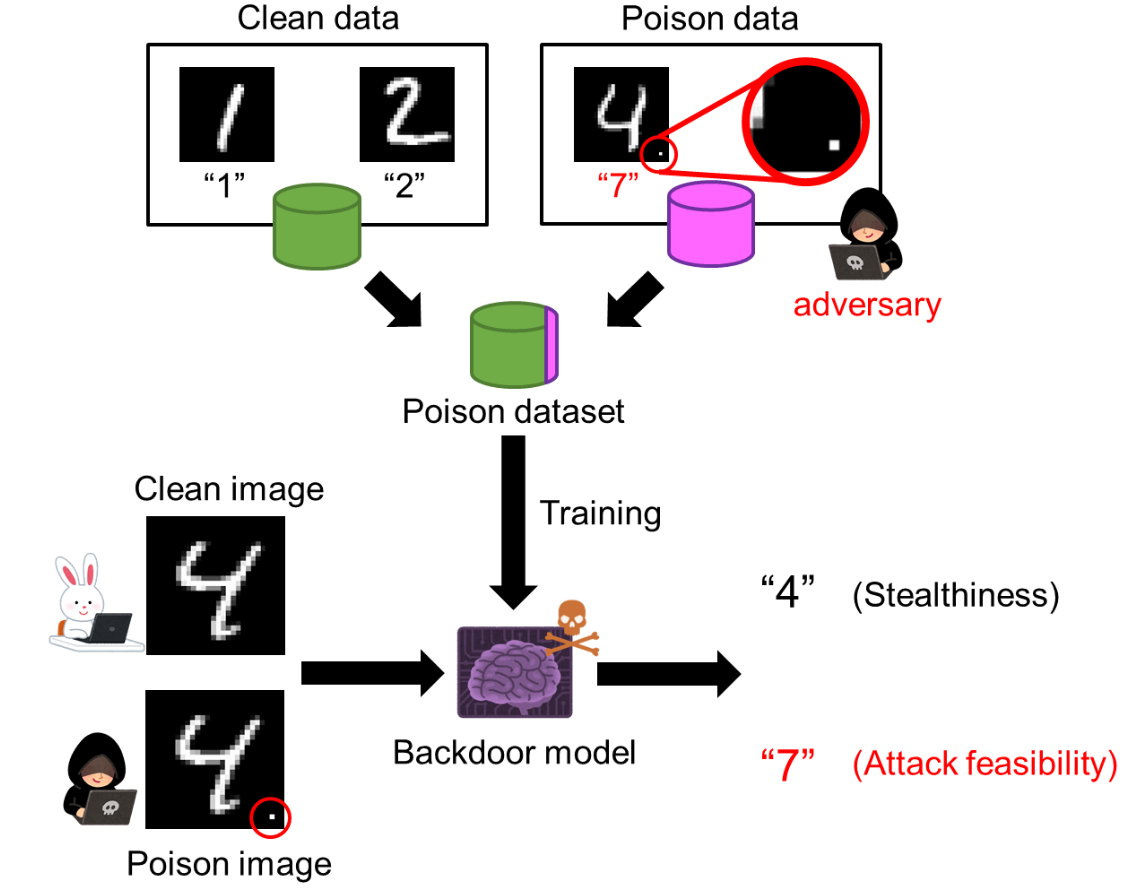 Clean data
Poison data
“1”
“2”
“7”
adversary
Poison dataset
Training
Clean image
“4” (Stealthiness)
Backdoor model
“7” (Attack feasibility)
Poison image